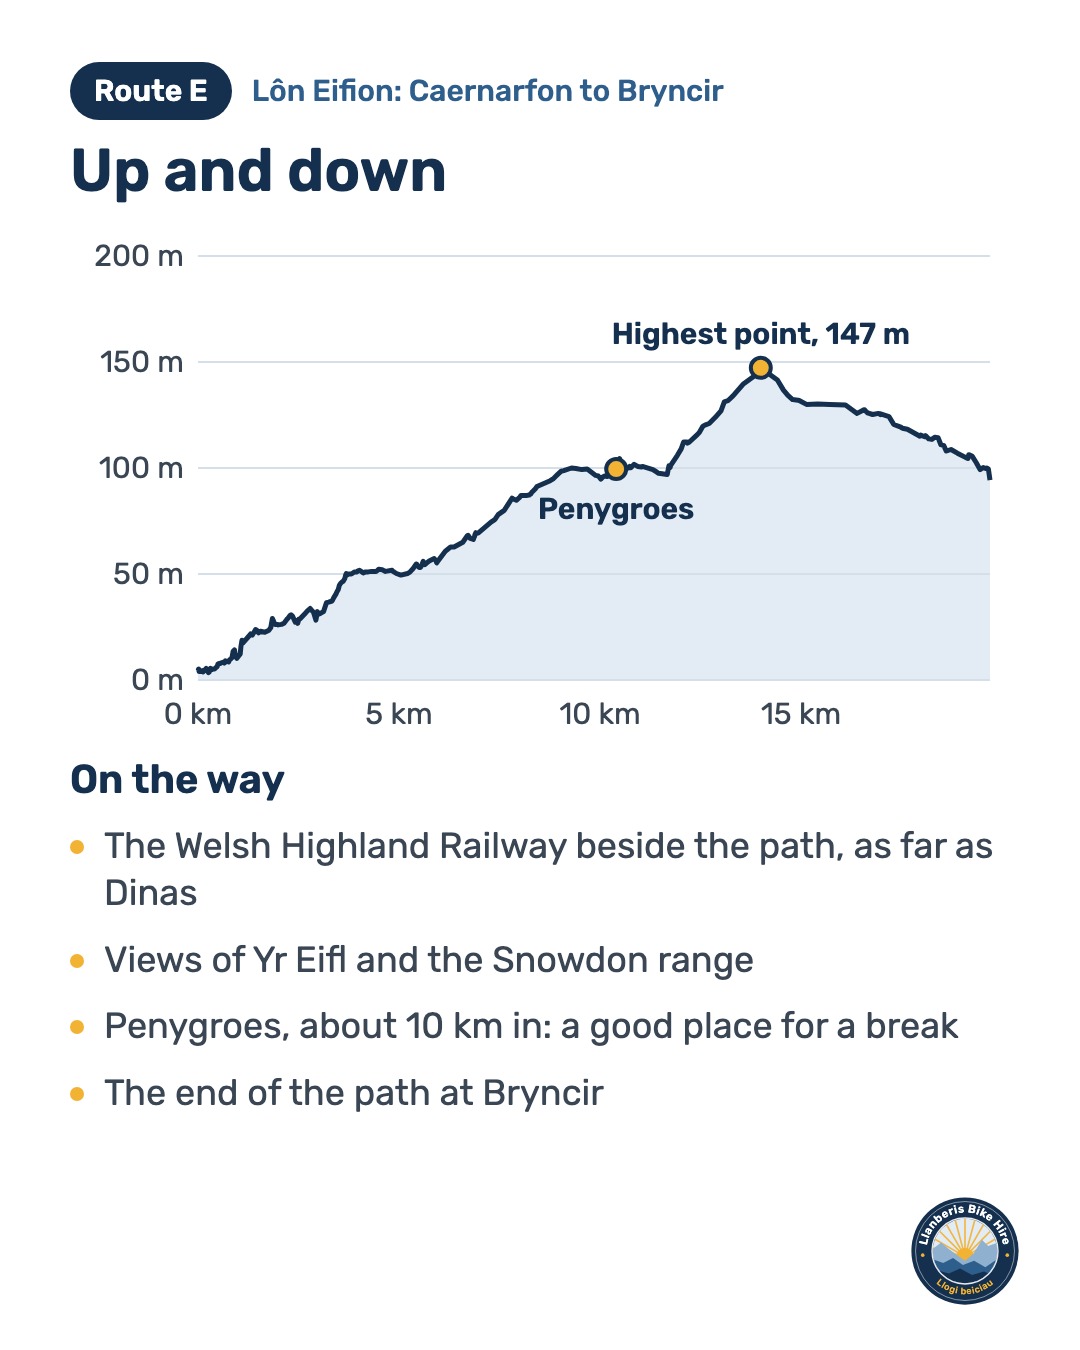 Route E
Lôn Eifion: Caernarfon to Bryncir
Up and down
200 m
Highest point, 147 m
150 m
100 m
Penygroes
50 m
0 m
0 km
5 km
10 km
15 km
On the way
The Welsh Highland Railway beside the path, as far as
Dinas
Views of Yr Eifl and the Snowdon range
Penygroes, about 10 km in: a good place for a break
The end of the path at Bryncir
Llanberis Bike Hire
Llogi beiciau